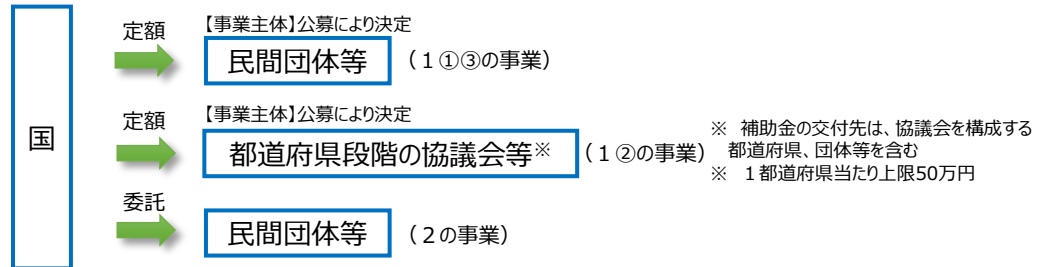 国
定額
【事業主体】公募により決定
民間団体等
（１①③の事業）
定額
【事業主体】公募により決定
都道府県段階の協議会等※
（１②の事業）
※ 補助金の交付先は、協議会を構成する
都道府県、団体等を含む
※ １都道府県当たり上限50万円
委託
民間団体等
（２の事業）